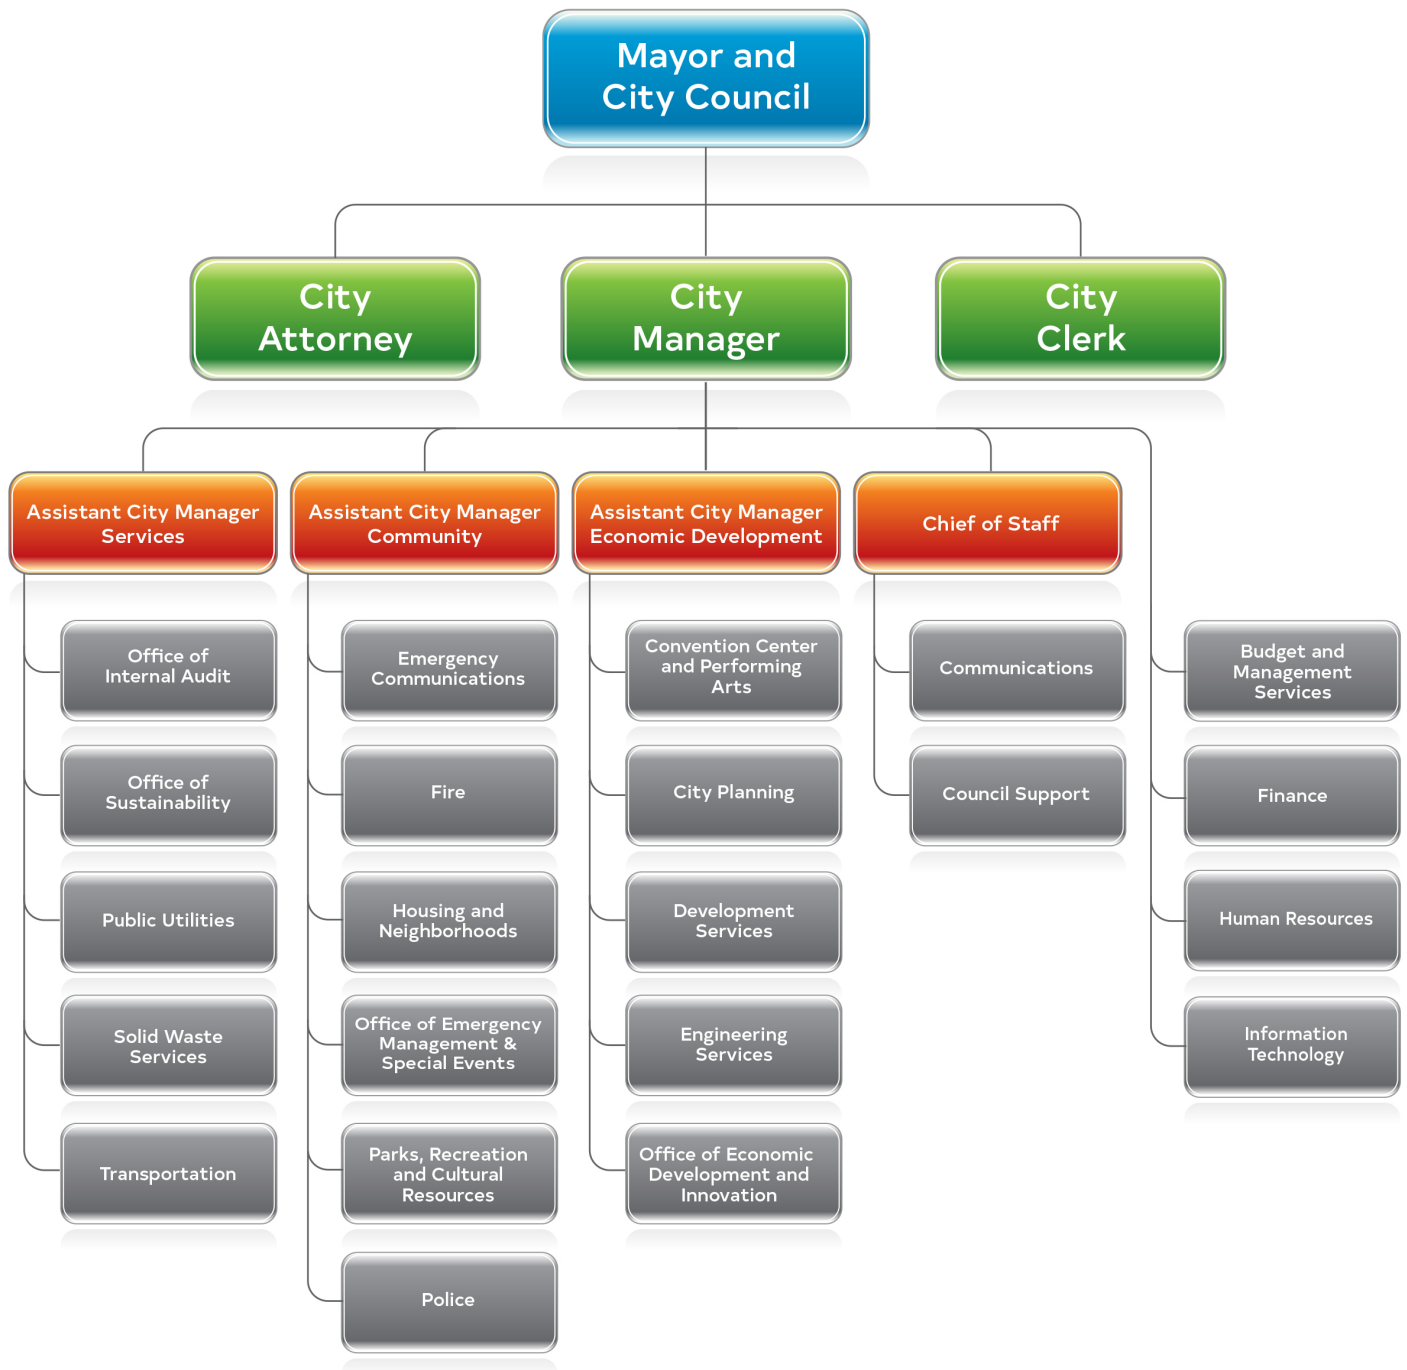 Mayor and
City Council
City
Attorney
City
Manager
City
Clerk
Assistant City Manager
Services
Assistant City Manager
Community
Assistant City Manager
Economic Development
Chief of Staff
Office of
Internal Audit
Office of
Sustainability
Public Utilities
Solid Waste
Services
Transportation
Emergency
Communications
Fire
Housing and
Neighborhoods
Office of Emergency
Management &
Special Events
Parks, Recreation
and Cultural
Resources
Police
Convention Center
and Performing
Arts
City Planning
Development
Services
Engineering
Services
Office of Economic
Development and
Innovation
Communications
Council Support
Budget and
Management
Services
Finance
Human Resources
Information
Technology